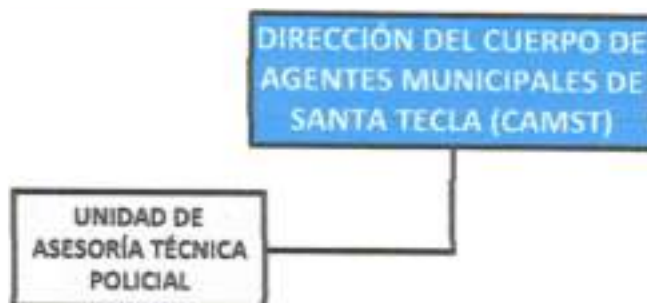 DIRECCIÓN DEL CUERPO DE
AGENTES MUNICIPALES DE
SANTA TECLA (CAMST)
UNIDAD DE
ASESORÍA TÉCNICA
POLICIAL